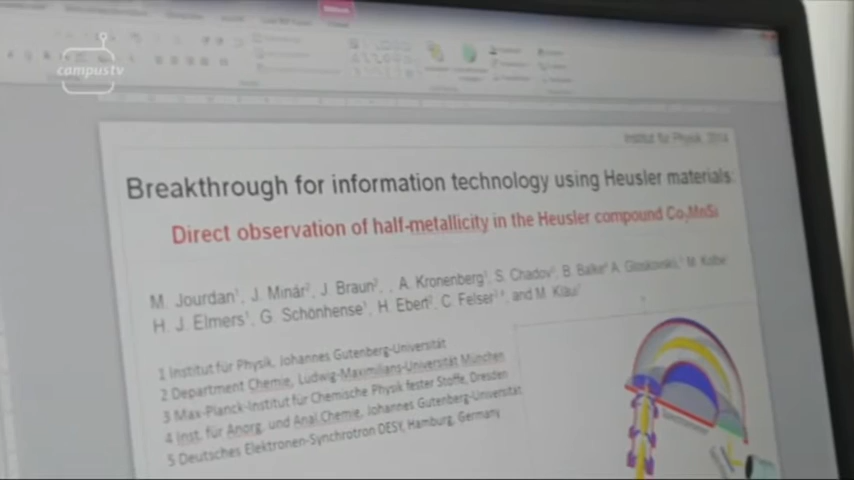 campustv
Institut für Physik, 2014
Breakthrough for information technology using Heusler materials:
Direct observation of half-metallicity in the Heusler compound Co₂MnSi
M. Jourdan¹, J. Minár², J. Braun², , A. Kronenberg¹, S. Chadov³, B. Balke⁴ A. Gloskovskii,⁵ M. Kolbe
H. J. Elmers¹, G. Schönhense¹, H. Ebert², C. Felser, and M. Kläui¹
1 Institut für Physik, Johannes Gutenberg-Universität
2 Department Chemie, Ludwig-Maximilians-Universität München
3 Max-Planck-Institut für Chemische Physik fester Stoffe, Dresden
4 Inst. für Anorg. und Anal.Chemie, Johannes Gutenberg-Universität
5 Deutsches Elektronen-Synchrotron DESY, Hamburg, Germany